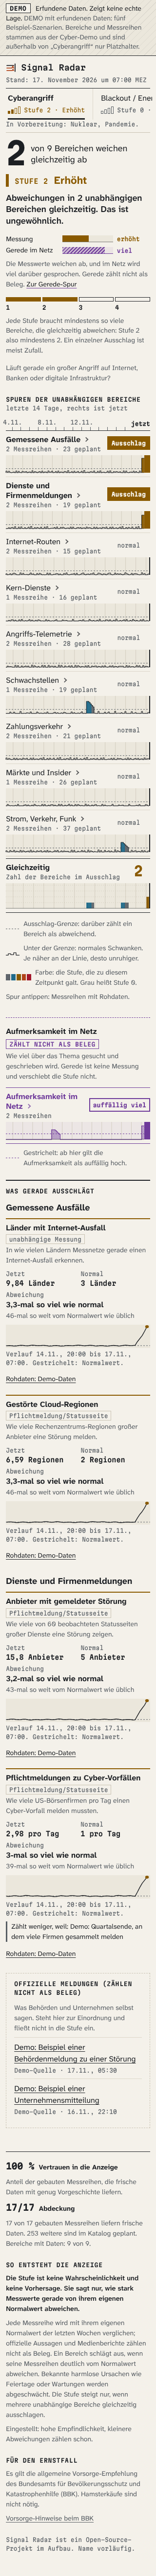 DEMO Erfundene Daten. Zeigt keine echte
Lage. DEMO mit erfundenen Daten: fünf
Beispiel-Szenarien. Bereiche und Messreihen
stammen aus der Cyber-Demo und sind
außerhalb von „Cyberangriff“ nur Platzhalter.
Signal Radar
Stand: 17. November 2026 um 07:00 MEZ
Cyberangriff
Stufe 2 · Erhöht
Blackout / Ener
Stufe 0 ·
In Vorbereitung: Nuklear, Pandemie.
2 von 9 Bereichen weichen
gleichzeitig ab
STUFE 2 Erhöht
Abweichungen in 2 unabhängigen
Bereichen gleichzeitig. Das ist
ungewöhnlich.
Messung erhöht
Gerede im Netz viel
Die Messwerte weichen ab, und im Netz wird
viel darüber gesprochen. Gerede zählt nicht als
Beleg. Zur Gerede-Spur
1 2 3 4
Jede Stufe braucht mindestens so viele
Bereiche, die gleichzeitig abweichen: Stufe 2
also mindestens 2. Ein einzelner Ausschlag ist
meist Zufall.
Läuft gerade ein großer Angriff auf Internet,
Banken oder digitale Infrastruktur?
SPUREN DER UNABHÄNGIGEN BEREICHE
letzte 14 Tage, rechts ist jetzt
4.11. 8.11. 12.11. jetzt
Gemeldete Ausfälle
2 Messreihen · 23 geplant
Ausschlag
Dienste und
Firmenmeldungen
2 Messreihen · 19 geplant
Ausschlag
Internet-Routen
2 Messreihen · 15 geplant
normal
Kern-Dienste
1 Messreihe · 16 geplant
normal
Angriffs-Telemetrie
2 Messreihen · 28 geplant
normal
Schwachstellen
1 Messreihe · 19 geplant
normal
Zahlungsverkehr
2 Messreihen · 21 geplant
normal
Märkte und Insider
2 Messreihen · 26 geplant
normal
Strom, Verkehr, Funk
2 Messreihen · 37 geplant
normal
Gleichzeitig
Zahl der Bereiche im Ausschlag
2
Ausschlag-Grenze: darüber zählt ein
Bereich als abweichend.
Unter der Grenze: normales Schwanken.
Je näher an der Linie, desto unruhiger.
Farbe: die Stufe, die zu diesem
Zeitpunkt galt. Grau heißt Stufe 0.
Spur antippen: Messreihen mit Rohdaten.
Aufmerksamkeit im Netz
ZÄHLT NICHT ALS BELEG
Wie viel über das Thema gesucht und
geschrieben wird. Gerede ist keine Messung
und verschiebt die Stufe nicht.
Aufmerksamkeit im
Netz
2 Messreihen
auffällig viel
Gestrichelt: ab hier gilt die
Aufmerksamkeit als auffällig hoch.
WAS GERADE AUSSCHLÄGT
Gemessene Ausfälle
Länder mit Internet-Ausfall
unabhängige Messung
In wie vielen Ländern Messnetze gerade einen
Internet-Ausfall erkennen.
Jetzt
9,84 Länder
Normal
3 Länder
Abweichung
3,3-mal so viel wie normal
46-mal so weit vom Normalwert wie üblich
Verlauf 14.11., 20:00 bis 17.11.,
07:00. Gestrichelt: Normalwert.
Rohdaten: Demo-Daten
Gestörte Cloud-Regionen
Pflichtmeldung/Statusseite
Wie viele Rechenzentrums-Regionen großer
Anbieter eine Störung melden.
Jetzt
6,59 Regionen
Normal
2 Regionen
Abweichung
3,3-mal so viel wie normal
46-mal so weit vom Normalwert wie üblich
Verlauf 14.11., 20:00 bis 17.11.,
07:00. Gestrichelt: Normalwert.
Rohdaten: Demo-Daten
Dienste und Firmenmeldungen
Anbieter mit gemeldeter Störung
Pflichtmeldung/Statusseite
Wie viele von 60 beobachteten Statusseiten
großer Dienste eine Störung zeigen.
Jetzt
15,8 Anbieter
Normal
5 Anbieter
Abweichung
3,2-mal so viel wie normal
43-mal so weit vom Normalwert wie üblich
Verlauf 14.11., 20:00 bis 17.11.,
07:00. Gestrichelt: Normalwert.
Rohdaten: Demo-Daten
Pflichtmeldungen zu Cyber-Vorfällen
Pflichtmeldung/Statusseite
Wie viele US-Börsenfirmen pro Tag einen
Cyber-Vorfall melden mussten.
Jetzt
2,98 pro Tag
Normal
1 pro Tag
Abweichung
3-mal so viel wie normal
39-mal so weit vom Normalwert wie üblich
Verlauf 14.11., 20:00 bis 17.11.,
07:00. Gestrichelt: Normalwert.
Zählt weniger, weil: Demo: Quartalsende, an
dem viele Firmen gesammelt melden
Rohdaten: Demo-Daten
OFFIZIELLE MELDUNGEN (ZÄHLEN
NICHT ALS BELEG)
Was Behörden und Unternehmen selbst
sagen. Steht hier zur Einordnung und
fließt nicht in die Stufe ein.
Demo: Beispiel einer
Behördenmeldung zu einer Störung
Demo-Quelle · 17.11., 05:30
Demo: Beispiel einer
Unternehmensmitteilung
Demo-Quelle · 16.11., 22:10
100 % Vertrauen in die Anzeige
Anteil der gebauten Messreihen, die frische
Daten mit genug Vorgeschichte liefern.
17/17 Abdeckung
17 von 17 gebauten Messreihen liefern frische
Daten. 253 weitere sind im Katalog geplant.
Bereiche mit Daten: 9 von 9.
SO ENTSTEHT DIE ANZEIGE
Die Stufe ist keine Wahrscheinlichkeit und
keine Vorhersage. Sie sagt nur, wie stark
Messwerte gerade von ihrem eigenen
Normalwert abweichen.
Jede Messreihe wird mit ihrem eigenen
Normalwert der letzten Wochen verglichen;
offizielle Aussagen und Medienberichte zählen
nicht als Beleg. Ein Bereich schlägt aus, wenn
seine Messreihen deutlich vom Normalwert
abweichen. Bekannte harmlose Ursachen wie
Feiertage oder Wartungen werden
abgeschwächt. Die Stufe steigt nur, wenn
mehrere unabhängige Bereiche gleichzeitig
ausschlagen.
Eingestellt: hohe Empfindlichkeit, kleinere
Abweichungen zählen schon.
FÜR DEN ERNSTFALL
Es gilt die allgemeine Vorsorge-Empfehlung
des Bundesamts für Bevölkerungsschutz und
Katastrophenhilfe (BBK). Hamsterkäufe sind
nicht nötig.
Vorsorge-Hinweise beim BBK
Signal Radar ist ein Open-Source-
Projekt im Aufbau. Name vorläufig.